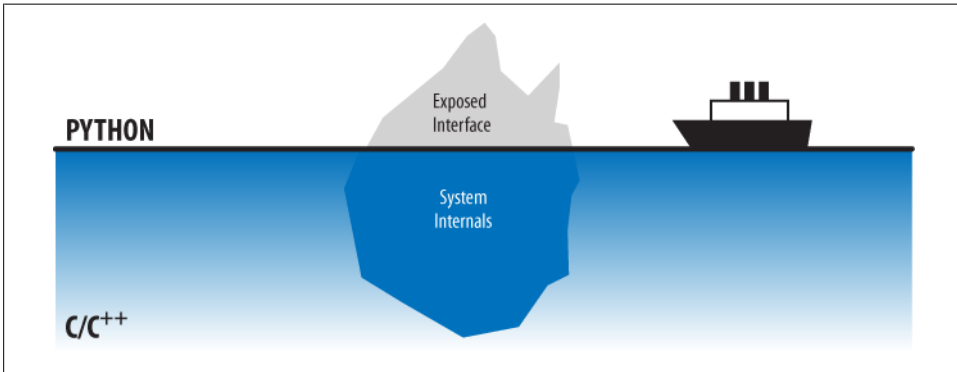 Exposed
Interface
PYTHON
System
Internals
C/C++